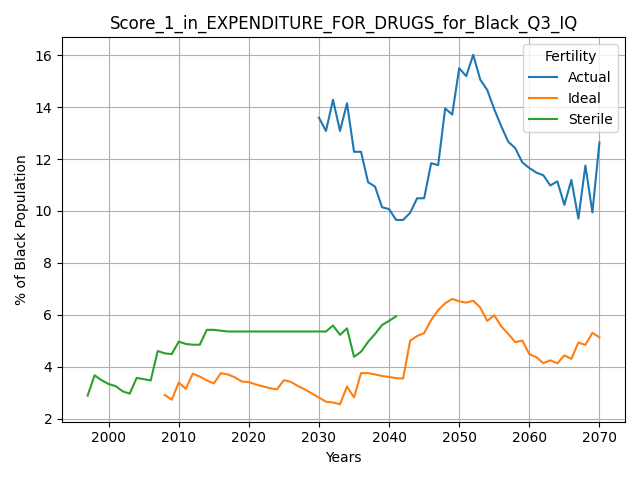 Score_1_in_EXPENDITURE_FOR_DRUGS_for_Black_Q3_IQ
Fertility
Actual
Ideal
Sterile
% of Black Population
16
14
12
10
8
6
4
2
2000 2010 2020 2030 2040 2050 2060 2070
Years